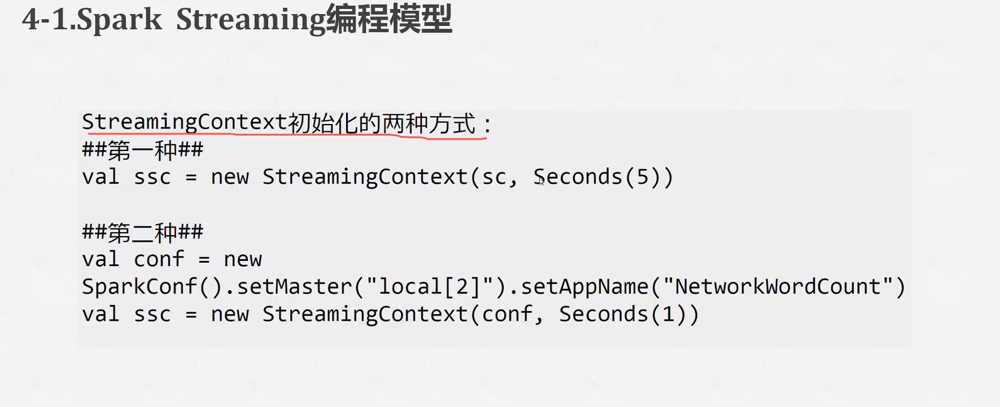 4-1.Spark Streaming编程模型
StreamingContext初始化的两种方式：
##第一种##
val ssc = new StreamingContext(sc, Seconds(5))
##第二种##
val conf = new
SparkConf().setMaster("local[2]").setAppName("NetworkWordCount")
val ssc = new StreamingContext(conf, Seconds(1))